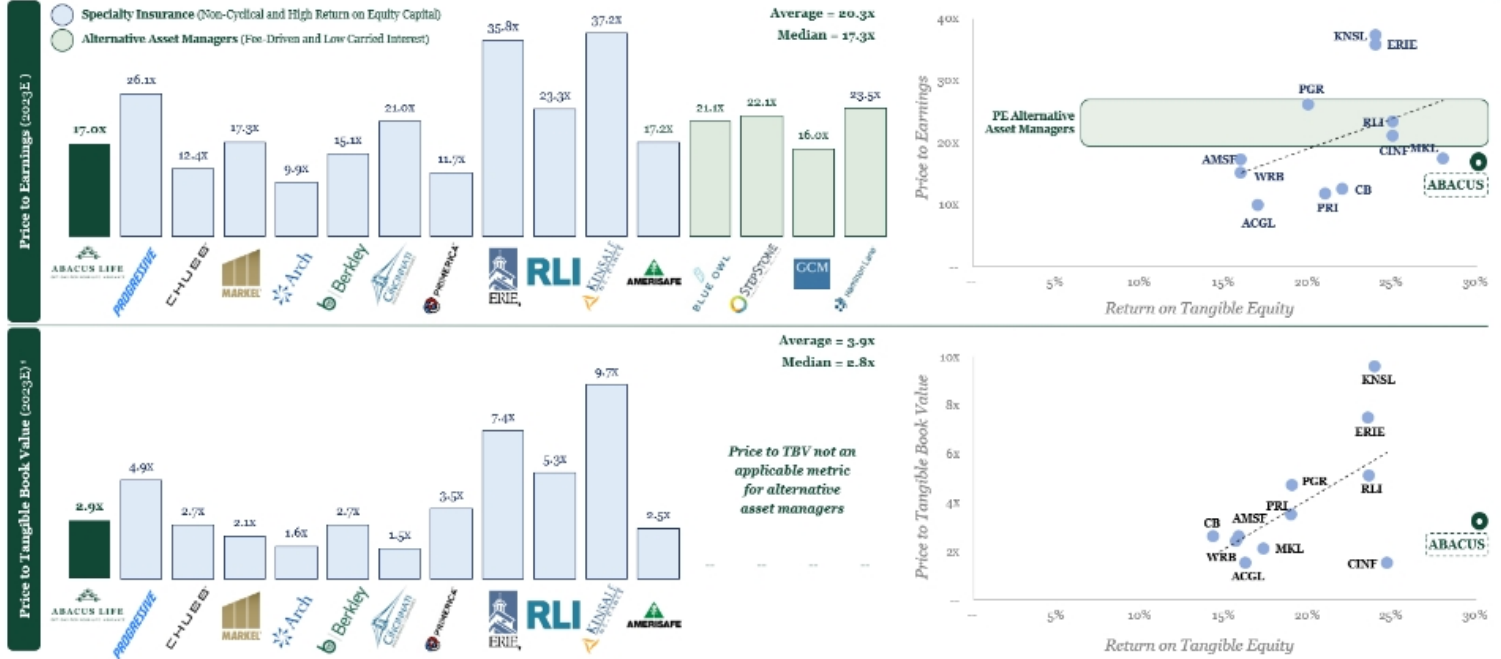 Price to Earnings (2023E )
Specialty Insurance (Non-Cyclical and High Return on Equity Capital)
Alternative Asset Managers (Fee-Driven and Low Carried Interest)
Average = 20.3x
Median = 17.3x
17.0x
26.1x
12.4x
17.3x
9.9x
15.1x
21.0x
11.7x
35.8x
23.3x
37.2x
17.2x
21.1x
22.1x
16.0x
23.5x
ABACUS LIFE
PROGRESSIVE
CHUBB
MARKEL
Arch
Berkley
CINCINNATI
PRIMERICA
ERIE
RLI
KINSALE
AMERISAFE
BLUE OWL
STEPSTONE
GCM
Hamilton Lane
Price to Earnings
40x
30x
20x
10x
--
--
5%
10%
15%
20%
25%
30%
Return on Tangible Equity
PE Alternative
Asset Managers
KNSL
ERIE
PGR
RLI
CINF
MKL
AMSF
WRB
CB
PRI
ACGL
ABACUS
Price to Tangible Book Value (2023E)¹
Average = 3.9x
Median = 2.8x
2.9x
4.9x
2.7x
2.1x
1.6x
2.7x
1.5x
3.5x
7.4x
5.3x
9.7x
2.5x
--
--
--
--
Price to TBV not an
applicable metric
for alternative
asset managers
ABACUS LIFE
PROGRESSIVE
CHUBB
MARKEL
Arch
Berkley
CINCINNATI
PRIMERICA
ERIE
RLI
KINSALE
AMERISAFE
Price to Tangible Book Value
10x
8x
6x
4x
2x
--
--
5%
10%
15%
20%
25%
30%
Return on Tangible Equity
KNSL
ERIE
PGR
RLI
PRI
CB
AMSF
WRB
MKL
ACGL
CINF
ABACUS